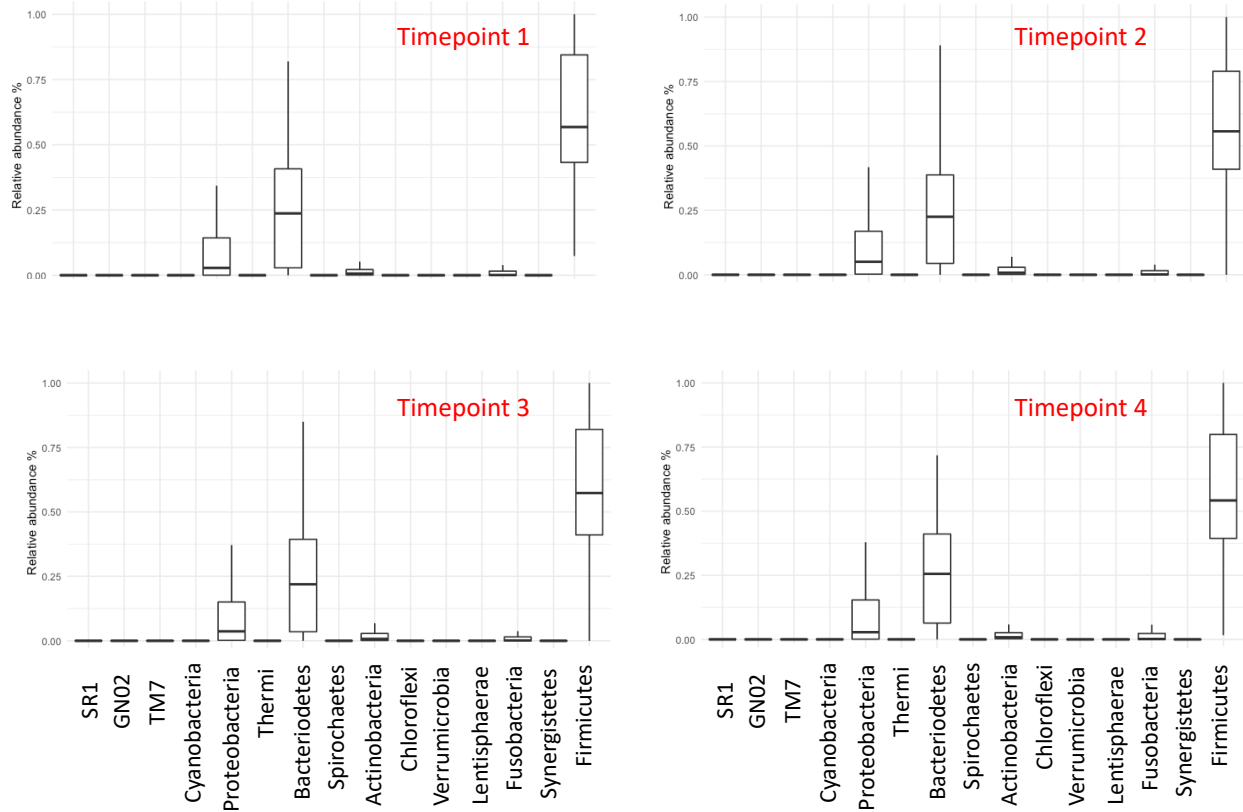 Timepoint 1
Relative abundance %
1.00
0.75
0.50
0.25
0.00
Timepoint 2
Relative abundance %
1.00
0.75
0.50
0.25
0.00
Timepoint 3
Relative abundance %
1.00
0.75
0.50
0.25
0.00
SR1
GN02
TM7
Cyanobacteria
Proteobacteria
Thermi
Bacteriodetes
Spirochaetes
Actinobacteria
Chloroflexi
Verrumicrobia
Lentisphaerae
Fusobacteria
Synergistetes
Firmicutes
Timepoint 4
Relative abundance %
1.00
0.75
0.50
0.25
0.00
SR1
GN02
TM7
Cyanobacteria
Proteobacteria
Thermi
Bacteriodetes
Spirochaetes
Actinobacteria
Chloroflexi
Verrumicrobia
Lentisphaerae
Fusobacteria
Synergistetes
Firmicutes